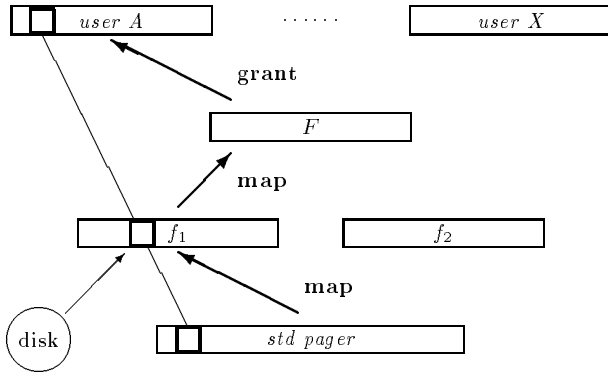 user A ...... user X
grant
F
map
f1 f2
map
disk std pager